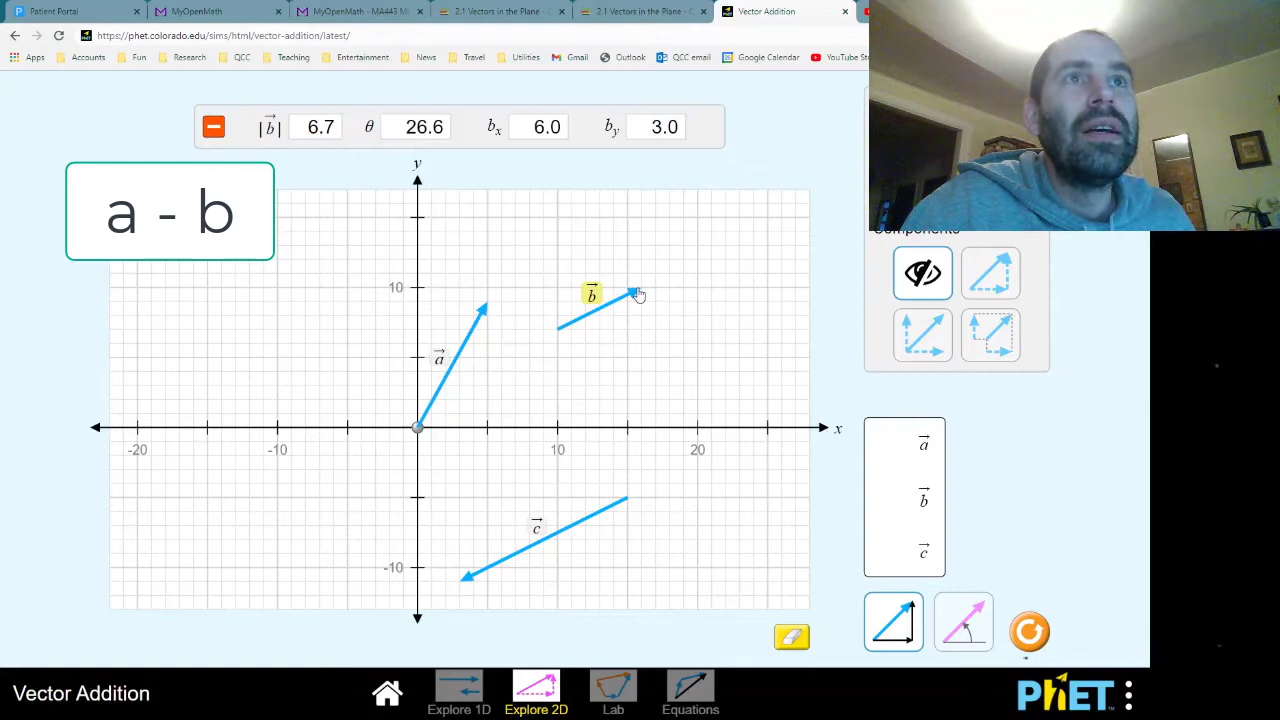 Patient Portal
MyOpenMath
MyOpenMath - MA443 M
2.1 Vectors in the Plane - C
2.1 Vectors in the Plane - C
Vector Addition
https://phet.colorado.edu/sims/html/vector-addition/latest/
Apps Accounts Fun Research QCC Teaching Entertainment News Travel Utilities Gmail Outlook QCC email Google Calendar YouTube Stu
|b| 6.7 θ 26.6 bx 6.0 by 3.0
y
a - b
Components
10
b
a
a
x
-20 -10 10 20
b
c
c
-10
Vector Addition
Explore 1D Explore 2D Lab Equations
PhET